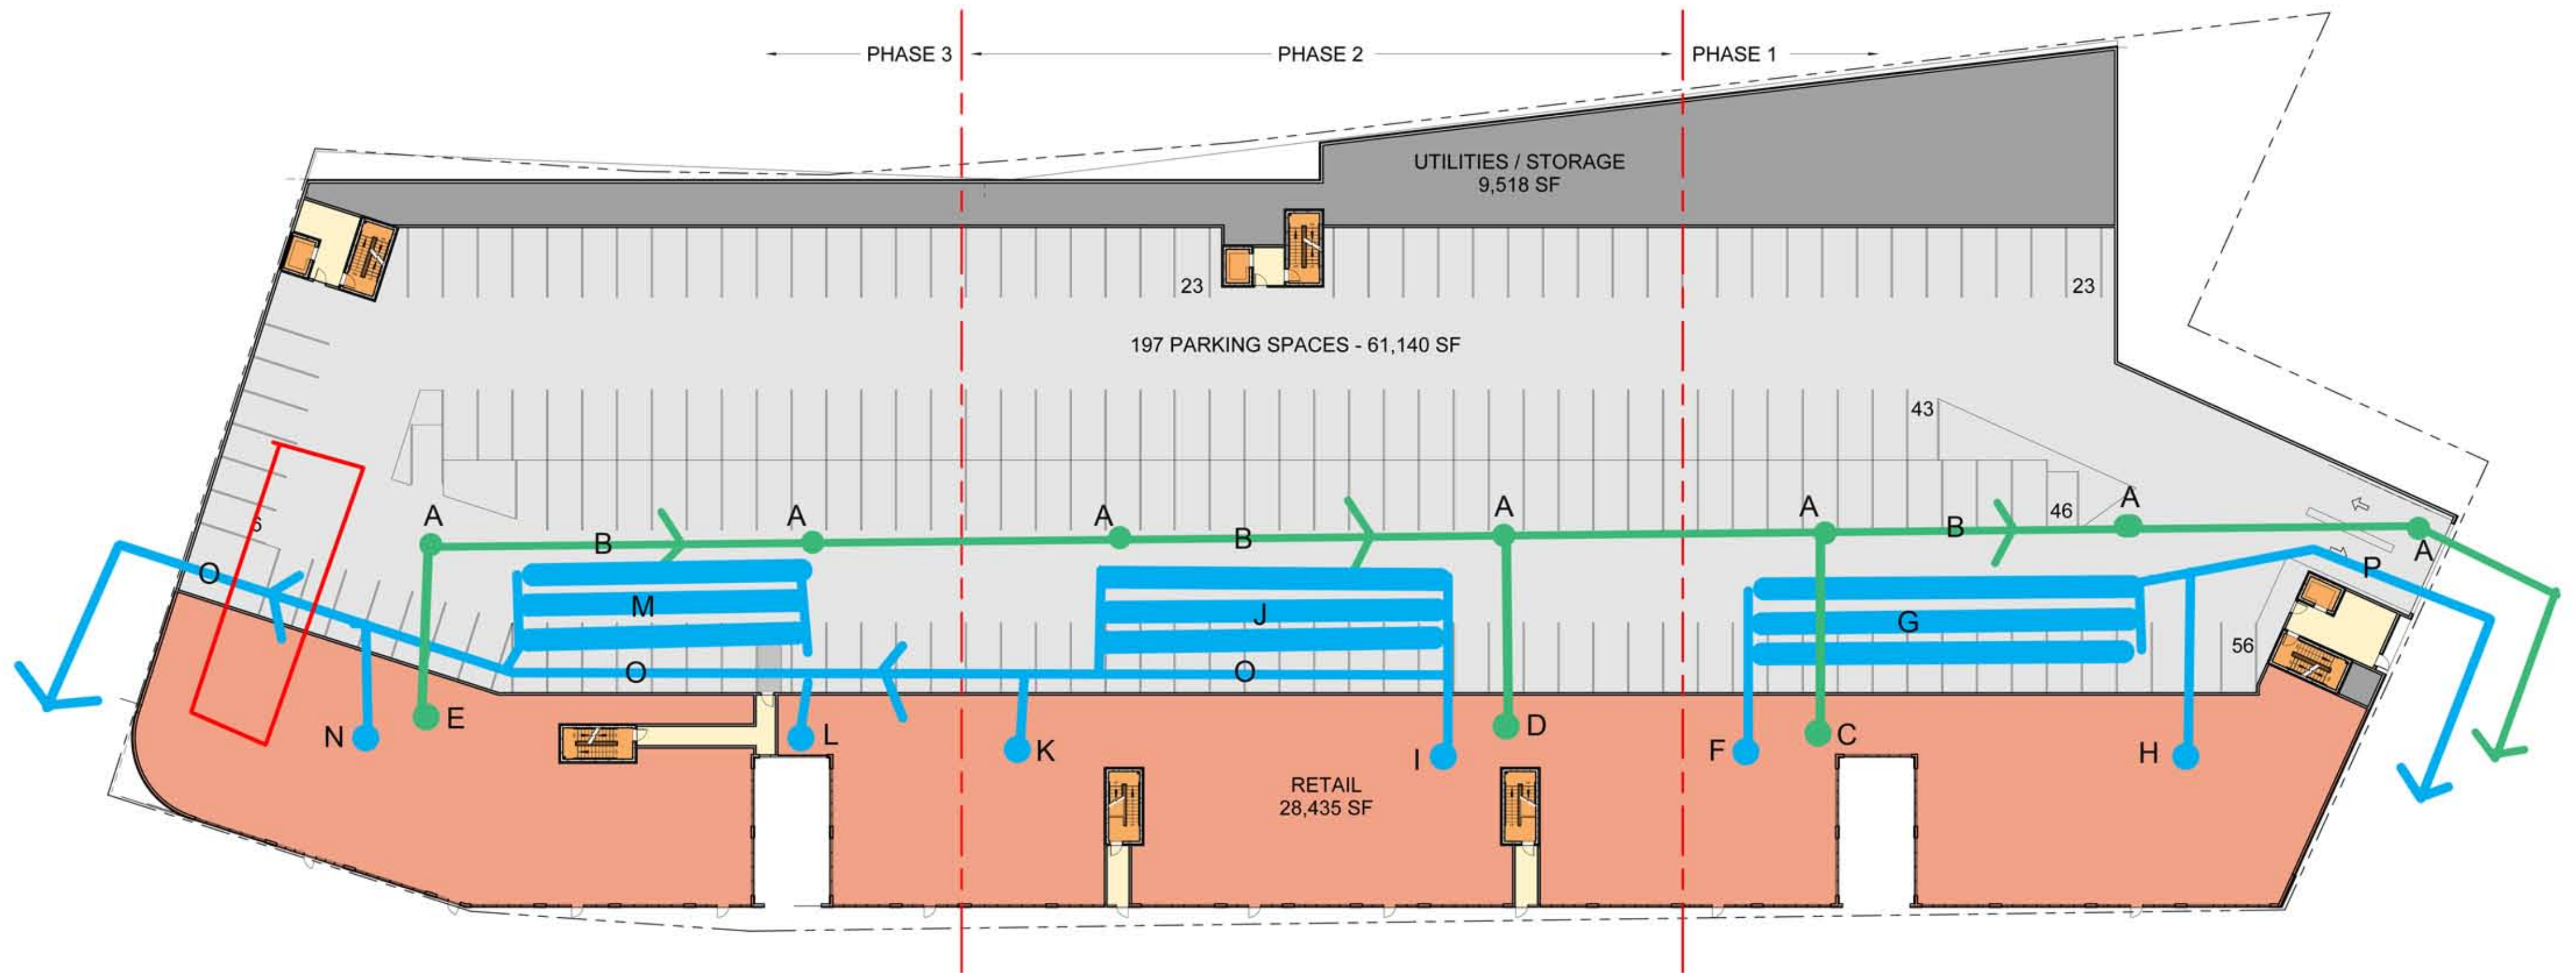 PHASE 3
PHASE 2
PHASE 1
UTILITIES / STORAGE
9,518 SF
23
23
197 PARKING SPACES - 61,140 SF
43
A
A
A
A
A
A
A
46
6
B
B
B
O
M
J
G
P
O
O
56
N
E
L
K
I
D
F
C
H
RETAIL
28,435 SF